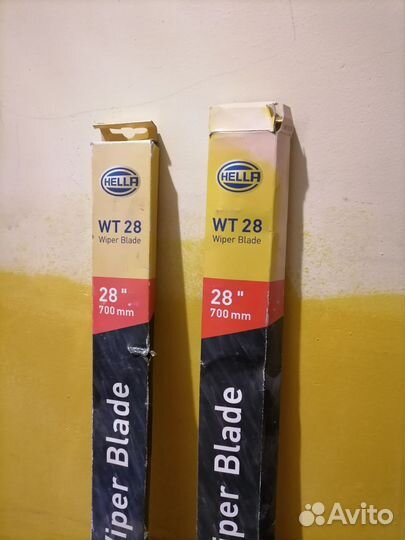 HELLA
WT 28
Wiper Blade
28 "
700 mm
Wiper Blade
HELLA
WT 28
Wiper Blade
28 "
700 mm
Wiper Blade
Avito